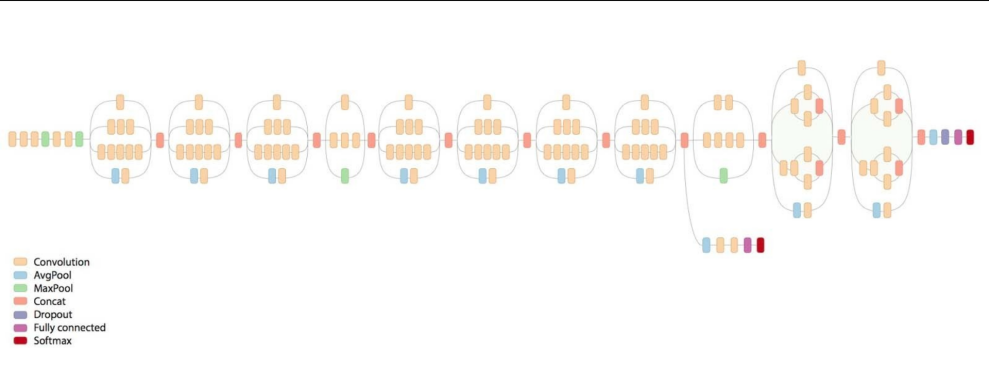 Convolution
AvgPool
MaxPool
Concat
Dropout
Fully connected
Softmax